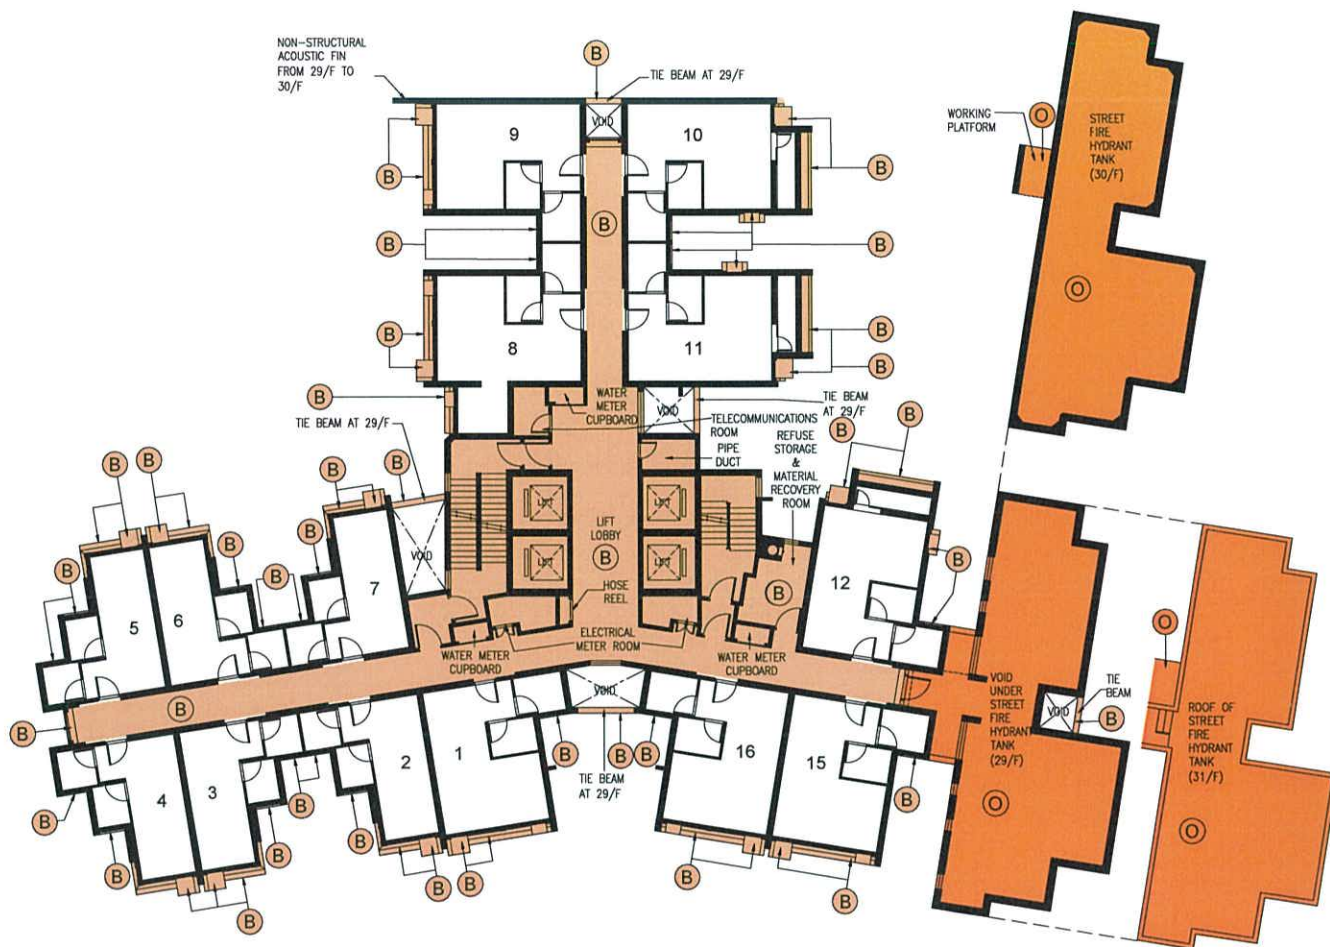 NON-STRUCTURAL
ACOUSTIC FIN
FROM 29/F TO
30/F
B
TIE BEAM AT 29/F
VOID
9
10
B
B
B
B
B
B
B
8
11
B
B
B
B
WORKING
PLATFORM
O
STREET
FIRE
HYDRANT
TANK
(30/F)
O
B
TIE BEAM AT 29/F
WATER
METER
CUPBOARD
VOID
TIE BEAM
AT 29/F
TELECOMMUNICATIONS
ROOM
PIPE
DUCT
REFUSE
STORAGE
&
MATERIAL
RECOVERY
ROOM
B
B
B
B
B
B
LIFT
LIFT
LIFT
LIFT
LIFT
LOBBY
B
VOID
HOSE
REEL
B
B
B
B
B
B
5
6
7
12
B
ELECTRICAL
METER ROOM
WATER METER
CUPBOARD
WATER METER
CUPBOARD
B
B
VOID
B
B
B
TIE BEAM
AT 29/F
VOID
UNDER
STREET
FIRE
HYDRANT
TANK
(29/F)
O
VOID
TIE
BEAM
B
O
ROOF OF
STREET
FIRE
HYDRANT
TANK
(31/F)
O
4
3
2
1
16
15
B
B
B
B
B
B
B
B
B
B
B
B